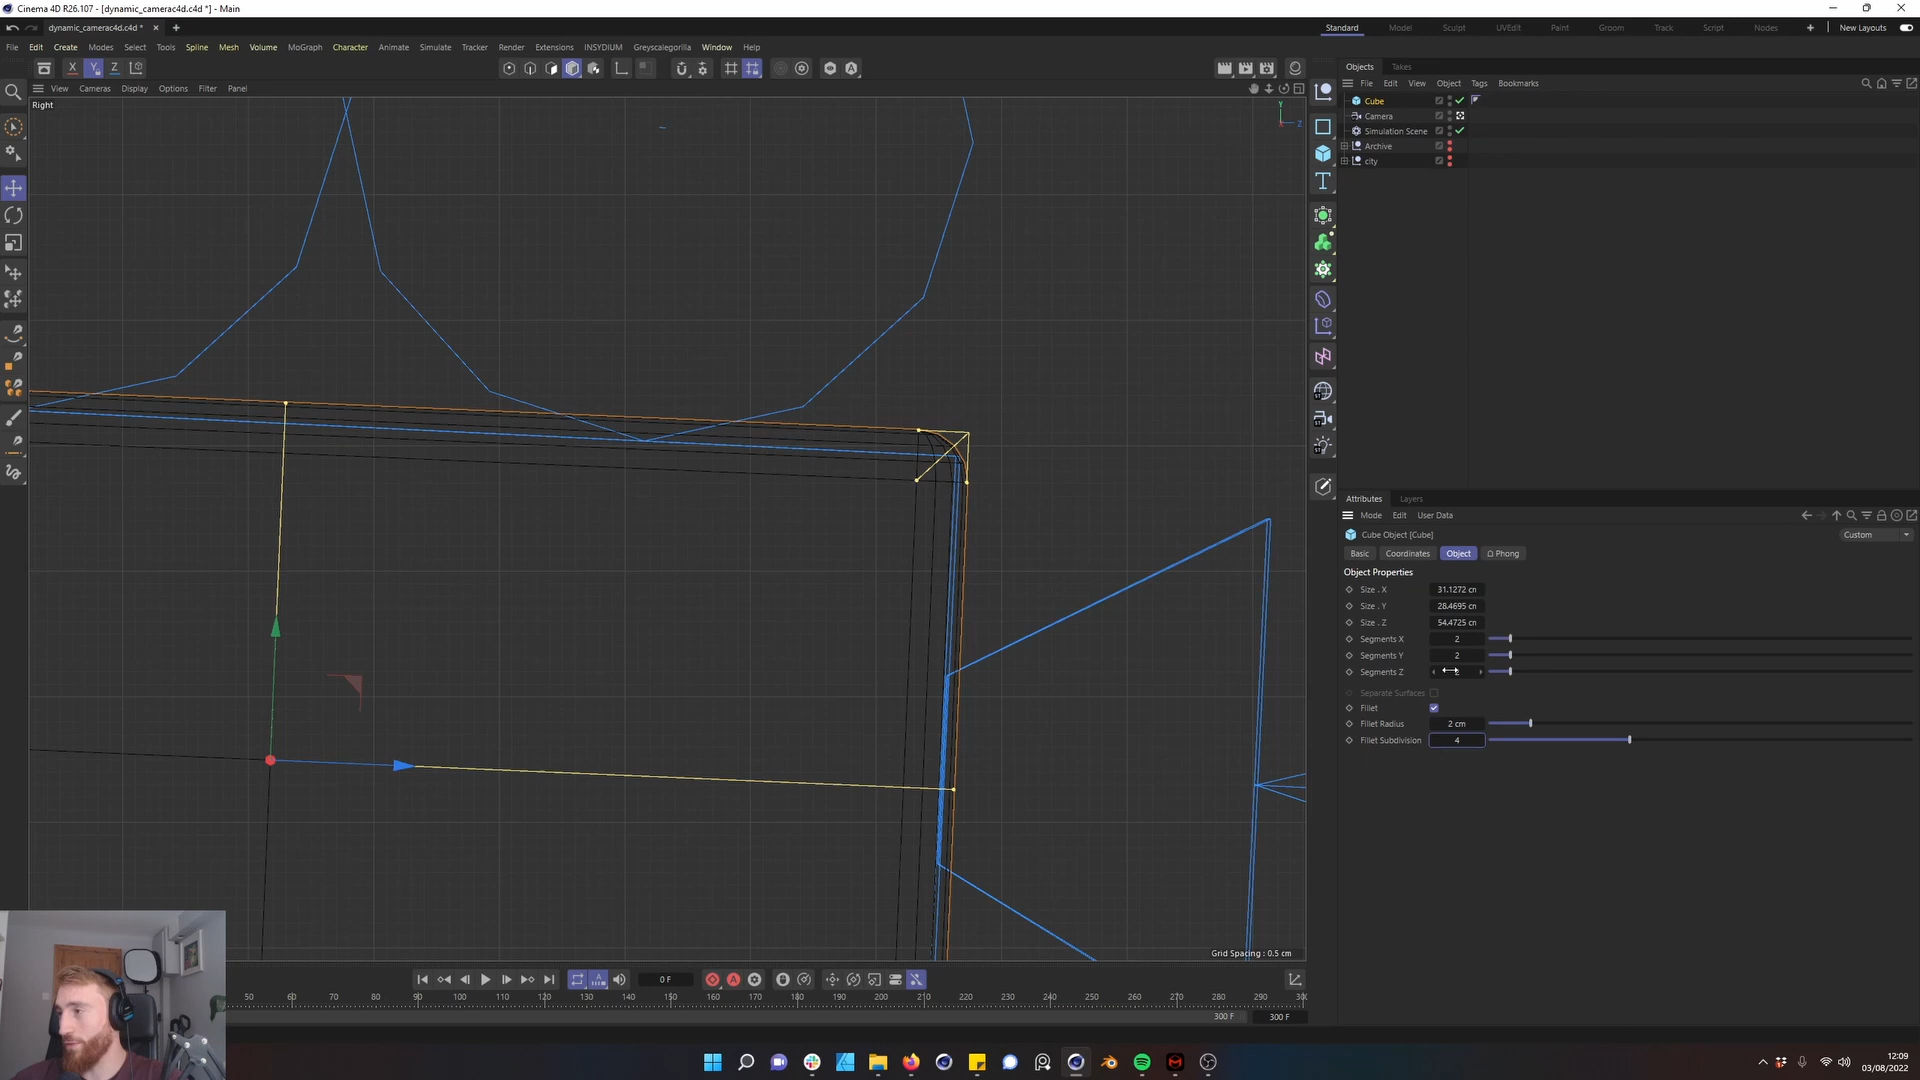 Cinema 4D R26.107 - [dynamic_camerac4d.c4d *] - Main
dynamic_camerac4d.c4d *
Standard Model Sculpt UVEdit Paint Groom Track Script Nodes New Layouts
File Edit Create Modes Select Tools Spline Mesh Volume MoGraph Character Animate Simulate Tracker Render Extensions INSYDIUM Greyscalegorilla Window Help
X Y Z
Objects Takes
File Edit View Object Tags Bookmarks
View Cameras Display Options Filter Panel
Right
Y
Z
Cube
Camera
Simulation Scene
Archive
city
Attributes Layers
Mode Edit User Data
Cube Object [Cube]
Custom
Basic Coordinates Object Phong
Object Properties
Size . X 31.1272 cn
Size . Y 28.4695 cn
Size . Z 54.4725 cn
Segments X 2
Segments Y 2
Segments Z 2
Separate Surfaces
Fillet
Fillet Radius 2 cm
Fillet Subdivision 4
Grid Spacing : 0.5 cm
0 F
50 60 70 80 90 100 110 120 130 140 150 160 170 180 190 200 210 220 230 240 250 260 270 280 290 30
300 F 300 F
12:09
03/08/2022